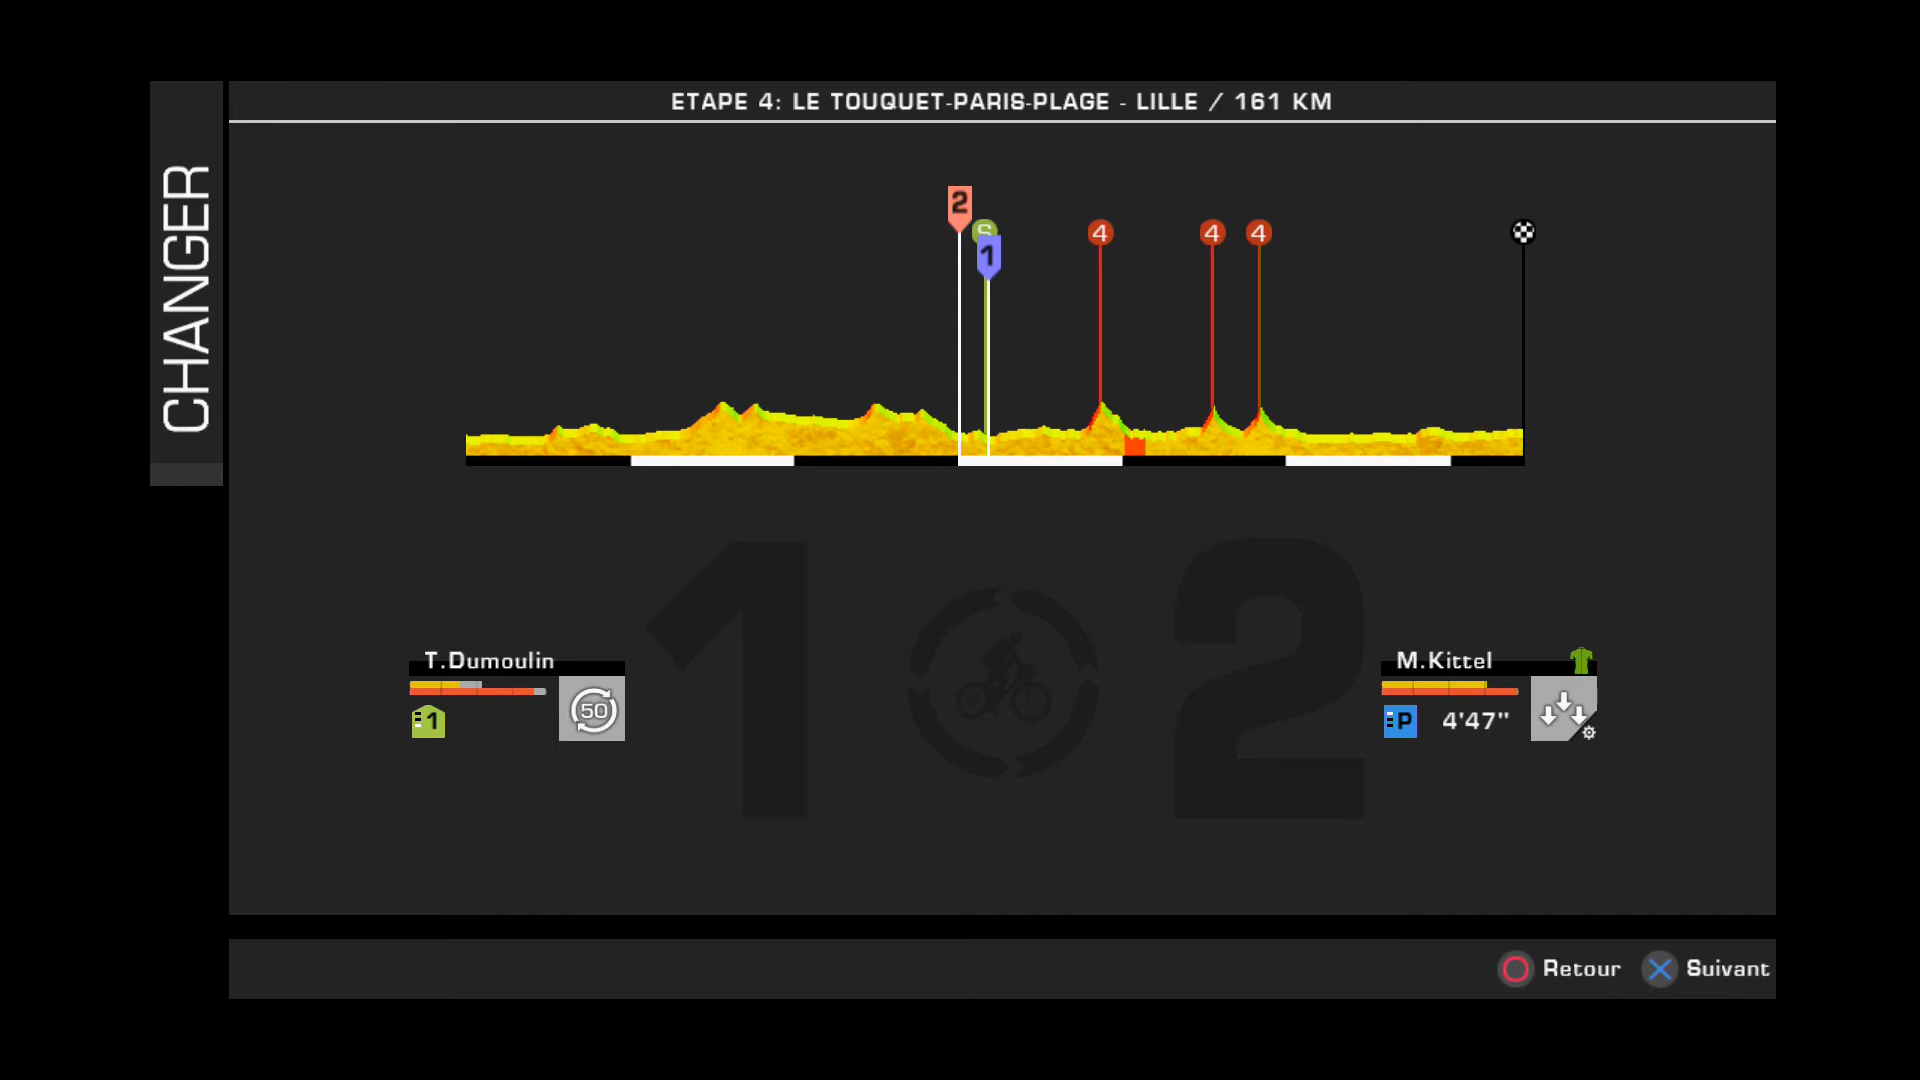 ETAPE 4: LE TOUQUET-PARIS-PLAGE - LILLE / 161 KM
CHANGER
2
S
1
4
4
4
1
2
T.Dumoulin
50
1
M.Kittel
P
4'47"
Retour
Suivant